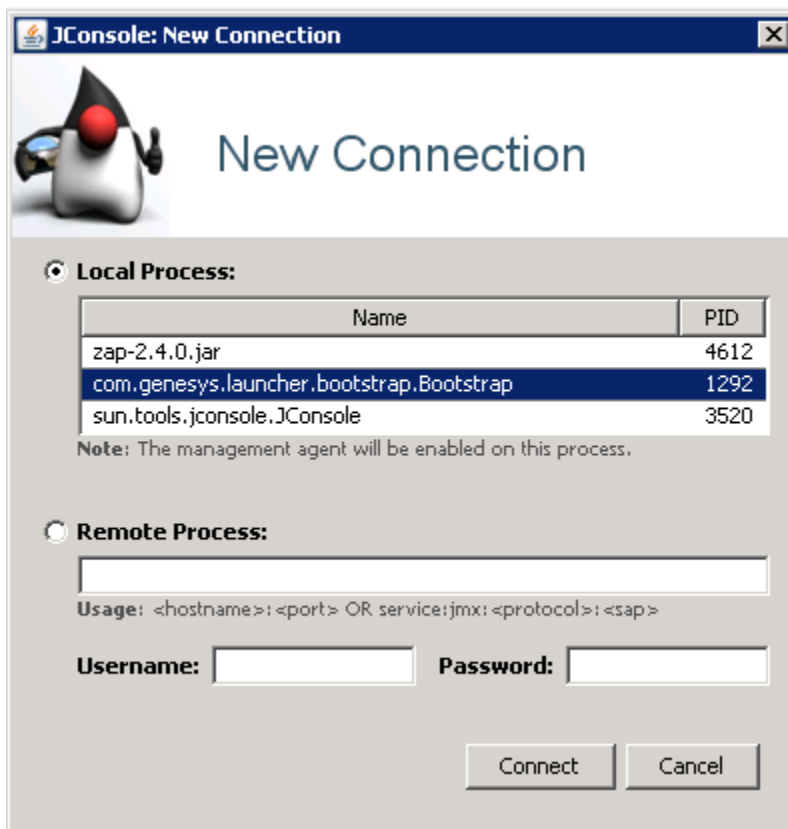 JConsole: New Connection
New Connection
Local Process:
Name PID
zap-2.4.0.jar 4612
com.genesys.launcher.bootstrap.Bootstrap 1292
sun.tools.jconsole.JConsole 3520
Note: The management agent will be enabled on this process.
Remote Process:
Usage: <hostname>:<port> OR service:jmx:<protocol>:<sap>
Username: Password:
Connect Cancel